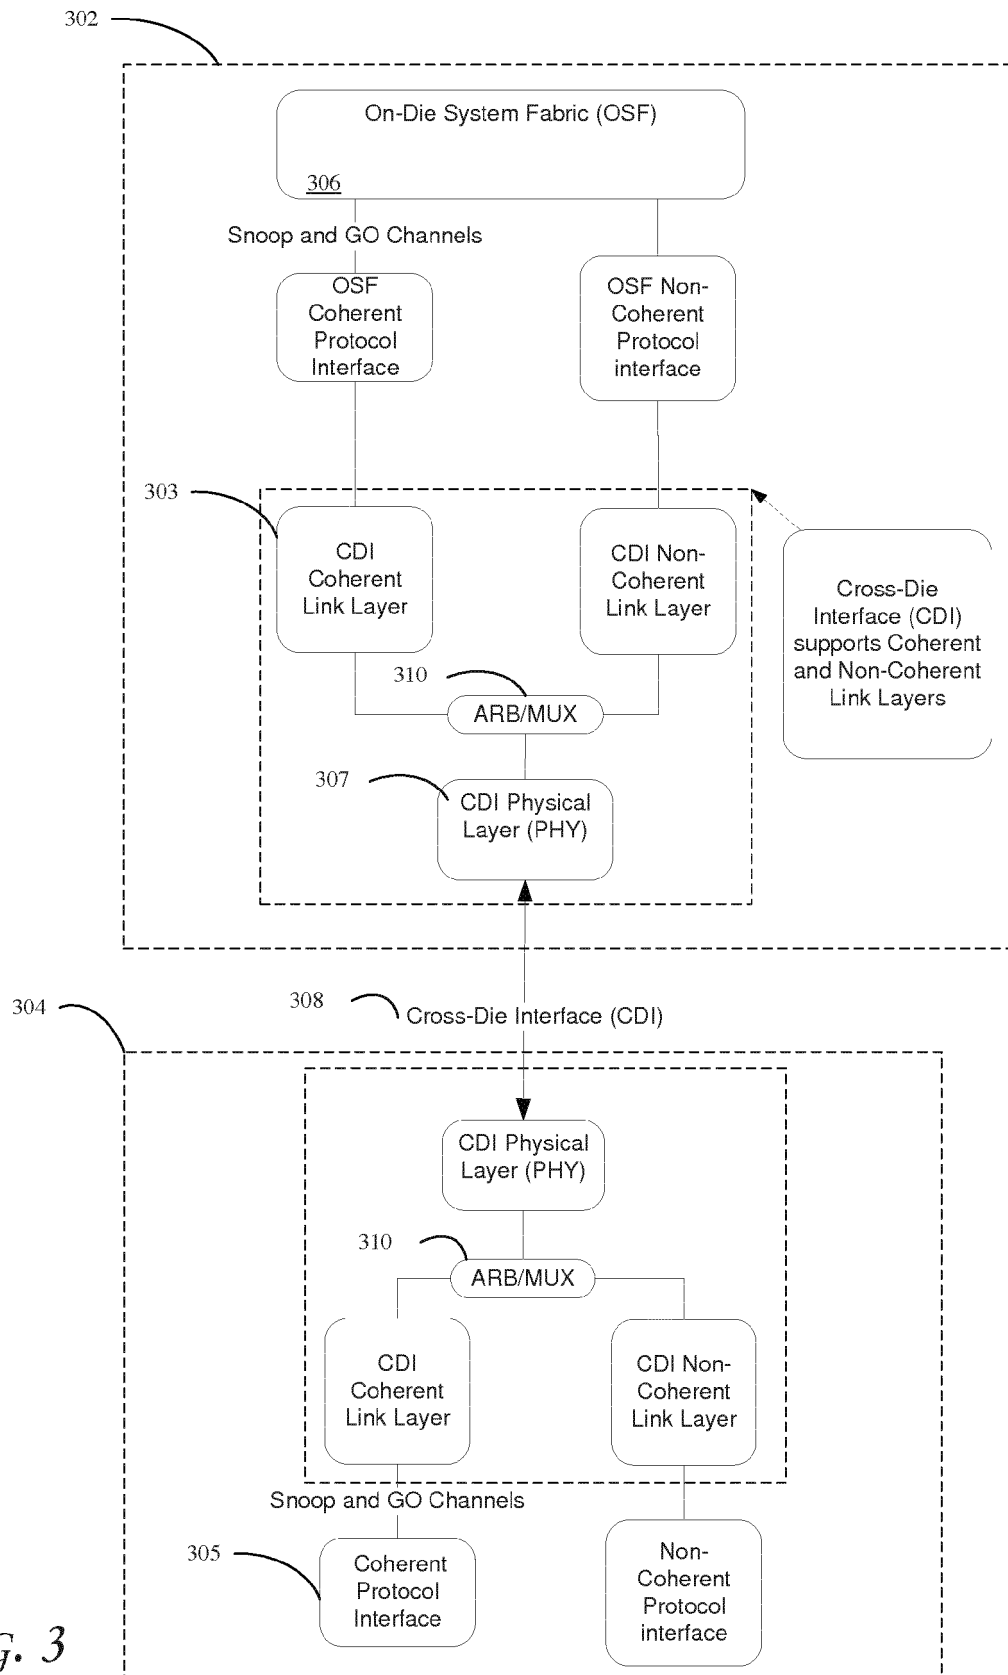 302
On-Die System Fabric (OSF)
306
Snoop and GO Channels
OSF
Coherent
Protocol
Interface
OSF Non-
Coherent
Protocol
interface
303
CDI
Coherent
Link Layer
CDI Non-
Coherent
Link Layer
Cross-Die
Interface (CDI)
supports Coherent
and Non-Coherent
Link Layers
310
ARB/MUX
307
CDI Physical
Layer (PHY)
308
Cross-Die Interface (CDI)
304
CDI Physical
Layer (PHY)
310
ARB/MUX
CDI
Coherent
Link Layer
CDI Non-
Coherent
Link Layer
Snoop and GO Channels
305
Coherent
Protocol
Interface
Non-
Coherent
Protocol
interface
G. 3